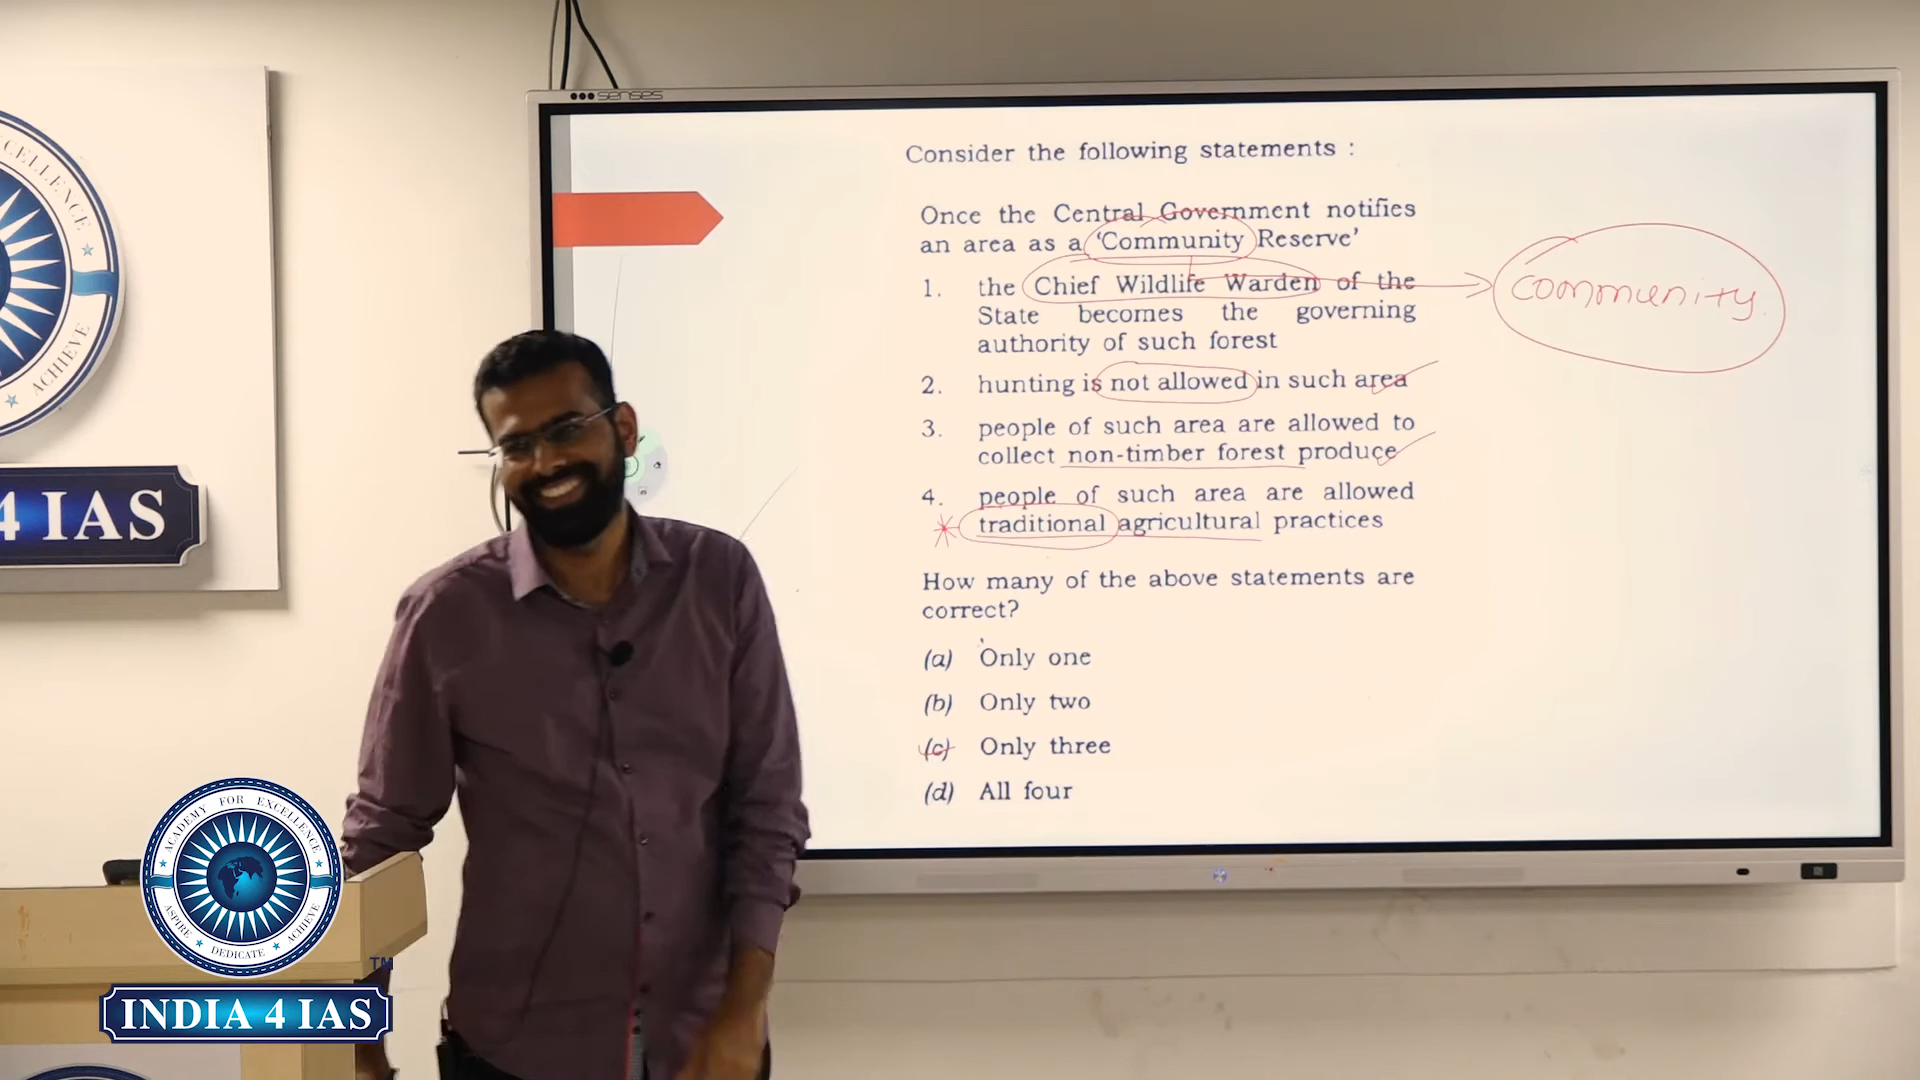 senses
Consider the following statements :
Once the Central Government notifies
an area as a 'Community Reserve'
1. the Chief Wildlife Warden of the
State becomes the governing
authority of such forest
community
2. hunting is not allowed in such area
3. people of such area are allowed to
collect non-timber forest produce
4. people of such area are allowed
traditional agricultural practices
How many of the above statements are
correct?
(a) Only one
(b) Only two
(c) Only three
(d) All four
ACHIEVE
4 IAS
ACADEMY FOR EXCELLENCE
ASPIRE DEDICATE ACHIEVE
TM
INDIA 4 IAS